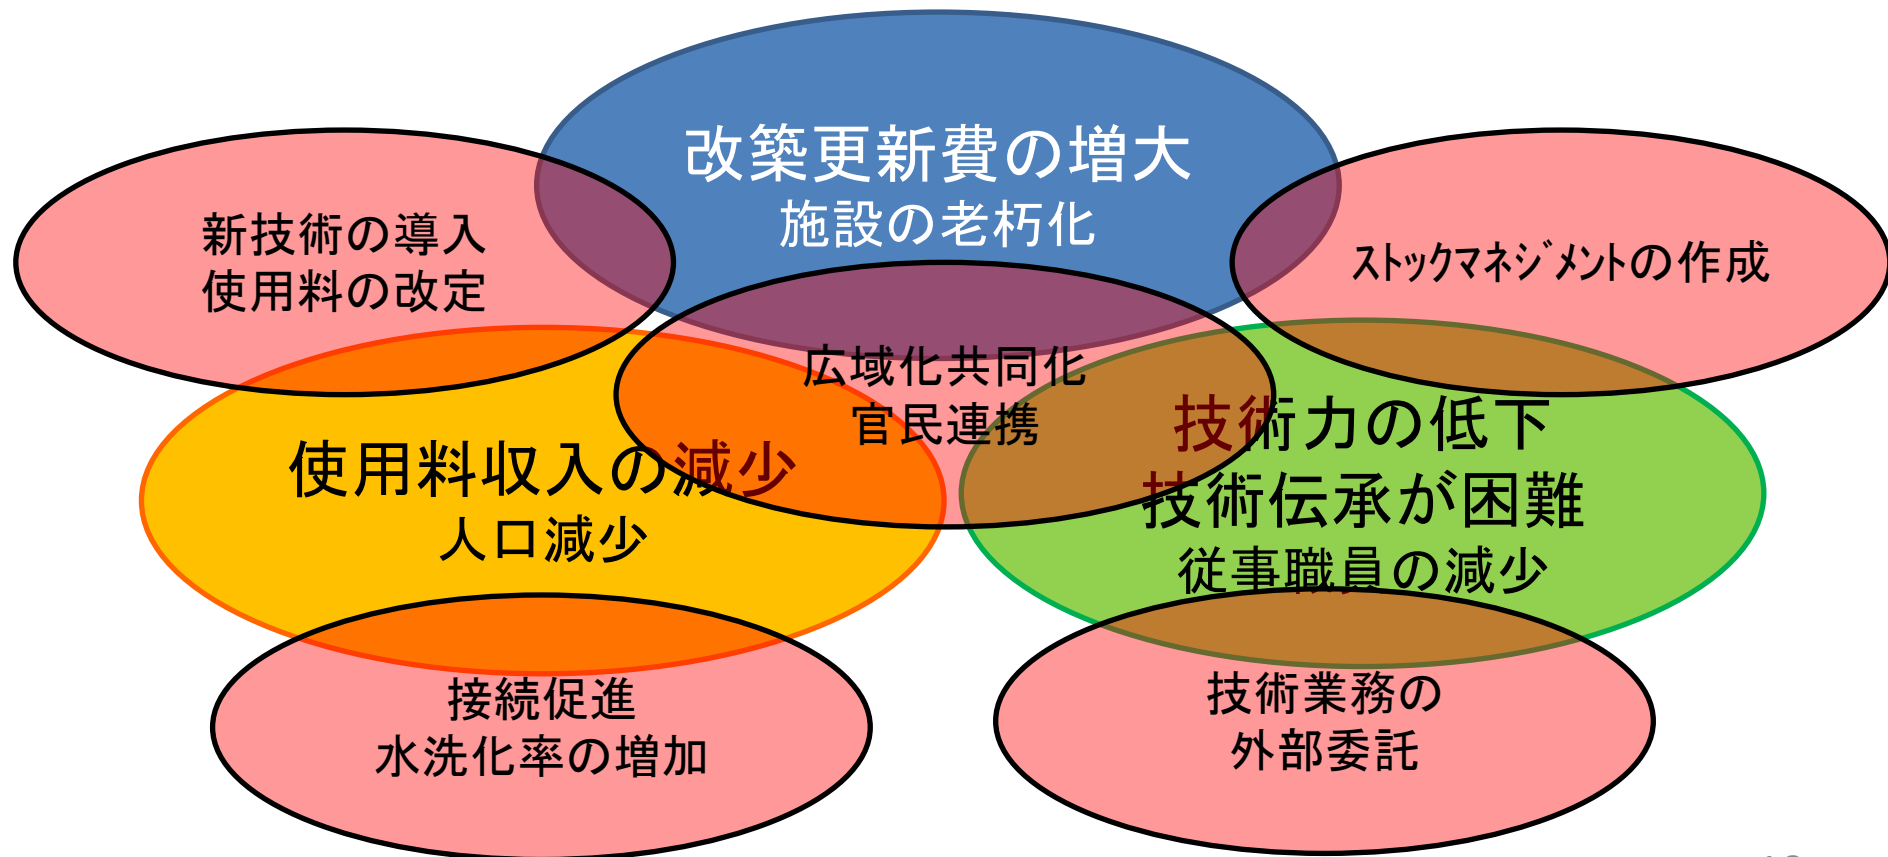 改築更新費の増大
施設の老朽化
新技術の導入
使用料の改定
ｽﾄｯｸﾏﾈｼﾞﾒﾝﾄの作成
広域化共同化
官民連携
使用料収入の減少
人口減少
技術力の低下
技術伝承が困難
従事職員の減少
接続促進
水洗化率の増加
技術業務の
外部委託